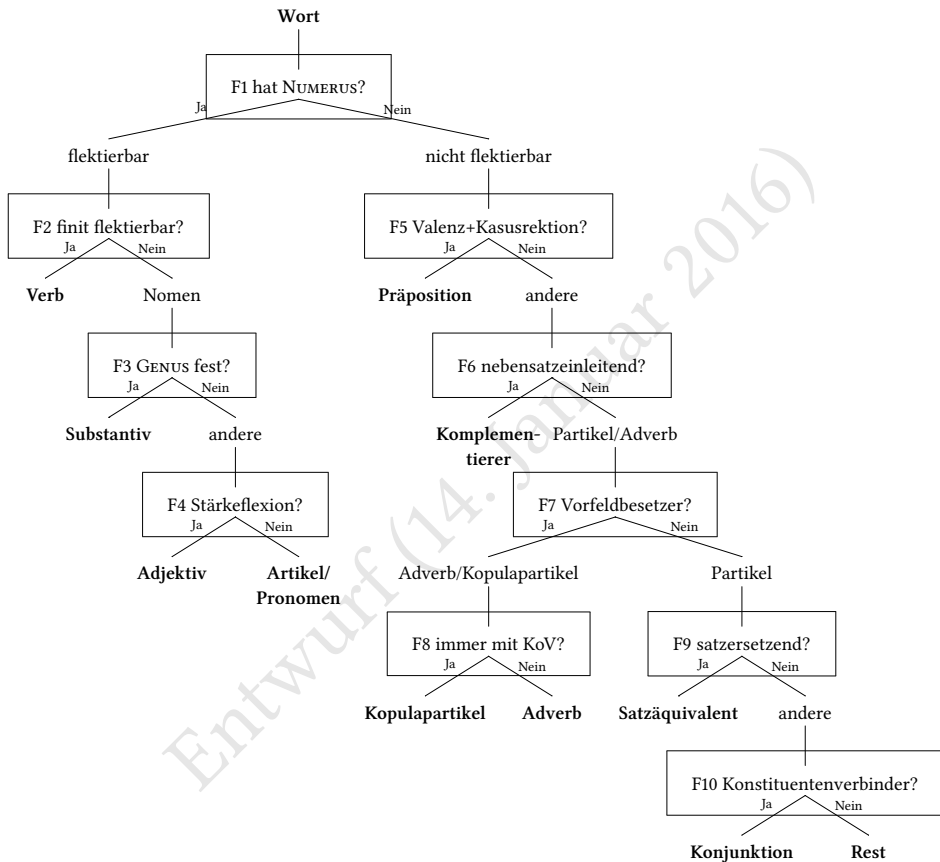 Wort
F1 hat NUMERUS?
Ja Nein
flektierbar nicht flektierbar
F2 finit flektierbar? F5 Valenz+Kasusrektion?
Ja Nein Ja Nein
Verb Nomen Präposition andere
F3 GENUS fest? F6 nebensatzeinleitend?
Ja Nein Ja Nein
Substantiv andere Komplemen-
tierer Partikel/Adverb
F4 Stärkeflexion? F7 Vorfeldbesetzer?
Ja Nein Ja Nein
Adjektiv Artikel/
Pronomen Adverb/Kopulapartikel Partikel
F8 immer mit KoV? F9 satzersetzend?
Ja Nein Ja Nein
Kopulapartikel Adverb Satzäquivalent andere
F10 Konstituentenverbinder?
Ja Nein
Konjunktion Rest
Entwurf (14. Januar 2016)